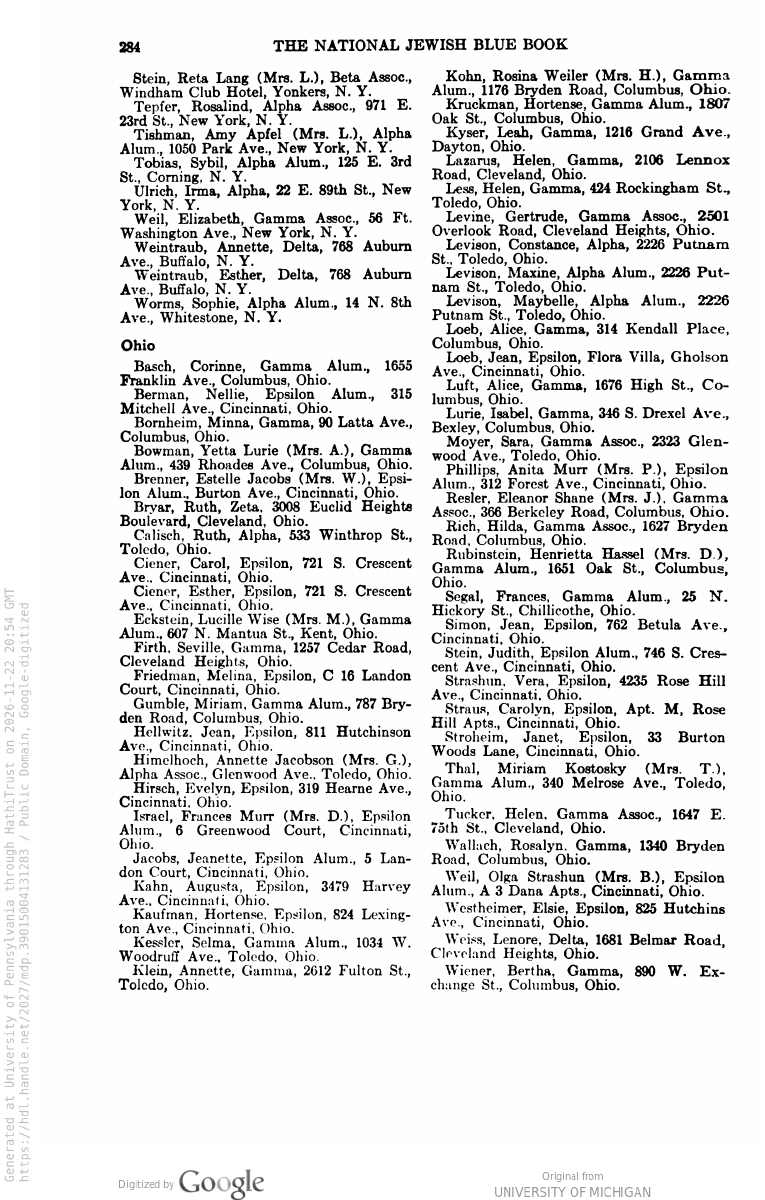 284
THE NATIONAL JEWISH BLUE BOOK
Stein, Reta Lang (Mrs. L.), Beta Assoc.,
Windham Club Hotel, Yonkers, N. Y.
Tepfer, Rosalind, Alpha Assoc., 971 E.
23rd St., New York, N. Y.
Tishman, Amy Apfel (Mrs. L.), Alpha
Alum., 1050 Park Ave., New York, N. Y.
Tobias, Sybil, Alpha Alum., 125 E. 3rd
St., Corning, N. Y.
Ulrich, Irma, Alpha, 22 E. 89th St., New
York, N. Y.
Weil, Elizabeth, Gamma Assoc., 56 Ft.
Washington Ave., New York, N. Y.
Weintraub, Annette, Delta, 768 Auburn
Ave., Buffalo, N. Y.
Weintraub, Esther, Delta, 768 Auburn
Ave., Buffalo, N. Y.
Worms, Sophie, Alpha Alum., 14 N. 8th
Ave., Whitestone, N. Y.
Ohio
Basch, Corinne, Gamma Alum., 1655
Franklin Ave., Columbus, Ohio.
Berman, Nellie, Epsilon Alum., 315
Mitchell Ave., Cincinnati, Ohio.
Bornheim, Minna, Gamma, 90 Latta Ave.,
Columbus, Ohio.
Bowman, Yetta Lurie (Mrs. A.), Gamma
Alum., 439 Rhoades Ave., Columbus, Ohio.
Brenner, Estelle Jacobs (Mrs. W.), Epsi-
lon Alum., Burton Ave., Cincinnati, Ohio.
Bryar, Ruth, Zeta, 3008 Euclid Heights
Boulevard, Cleveland, Ohio.
Calisch, Ruth, Alpha, 533 Winthrop St.,
Toledo, Ohio.
Ciener, Carol, Epsilon, 721 S. Crescent
Ave., Cincinnati, Ohio.
Ciener, Esther, Epsilon, 721 S. Crescent
Ave., Cincinnati, Ohio.
Eckstein, Lucille Wise (Mrs. M.), Gamma
Alum., 607 N. Mantua St., Kent, Ohio.
Firth, Seville, Gamma, 1257 Cedar Road,
Cleveland Heights, Ohio.
Friedman, Melina, Epsilon, C 16 Landon
Court, Cincinnati, Ohio.
Gumble, Miriam, Gamma Alum., 787 Bry-
den Road, Columbus, Ohio.
Hellwitz, Jean, Epsilon, 811 Hutchinson
Ave., Cincinnati, Ohio.
Himelhoch, Annette Jacobson (Mrs. G.),
Alpha Assoc., Glenwood Ave., Toledo, Ohio.
Hirsch, Evelyn, Epsilon, 319 Hearne Ave.,
Cincinnati, Ohio.
Israel, Frances Murr (Mrs. D.), Epsilon
Alum., 6 Greenwood Court, Cincinnati,
Ohio.
Jacobs, Jeanette, Epsilon Alum., 5 Lan-
don Court, Cincinnati, Ohio.
Kahn, Augusta, Epsilon, 3479 Harvey
Ave., Cincinnati, Ohio.
Kaufman, Hortense, Epsilon, 824 Lexing-
ton Ave., Cincinnati, Ohio.
Kessler, Selma, Gamma Alum., 1034 W.
Woodruff Ave., Toledo, Ohio.
Klein, Annette, Gamma, 2612 Fulton St.,
Toledo, Ohio.
Kohn, Rosina Weiler (Mrs. H.), Gamma
Alum., 1176 Bryden Road, Columbus, Ohio.
Kruckman, Hortense, Gamma Alum., 1807
Oak St., Columbus, Ohio.
Kyser, Leah, Gamma, 1216 Grand Ave.,
Dayton, Ohio.
Lazarus, Helen, Gamma, 2106 Lennox
Road, Cleveland, Ohio.
Less, Helen, Gamma, 424 Rockingham St.,
Toledo, Ohio.
Levine, Gertrude, Gamma Assoc., 2501
Overlook Road, Cleveland Heights, Ohio.
Levison, Constance, Alpha, 2226 Putnam
St., Toledo, Ohio.
Levison, Maxine, Alpha Alum., 2226 Put-
nam St., Toledo, Ohio.
Levison, Maybelle, Alpha Alum., 2226
Putnam St., Toledo, Ohio.
Loeb, Alice, Gamma, 314 Kendall Place,
Columbus, Ohio.
Loeb, Jean, Epsilon, Flora Villa, Gholson
Ave., Cincinnati, Ohio.
Luft, Alice, Gamma, 1676 High St., Co-
lumbus, Ohio.
Lurie, Isabel, Gamma, 346 S. Drexel Ave.,
Bexley, Columbus, Ohio.
Moyer, Sara, Gamma Assoc., 2323 Glen-
wood Ave., Toledo, Ohio.
Phillips, Anita Murr (Mrs. P.), Epsilon
Alum., 312 Forest Ave., Cincinnati, Ohio.
Resler, Eleanor Shane (Mrs. J.), Gamma
Assoc., 366 Berkeley Road, Columbus, Ohio.
Rich, Hilda, Gamma Assoc., 1627 Bryden
Road, Columbus, Ohio.
Rubinstein, Henrietta Hassel (Mrs. D.),
Gamma Alum., 1651 Oak St., Columbus,
Ohio.
Segal, Frances, Gamma Alum., 25 N.
Hickory St., Chillicothe, Ohio.
Simon, Jean, Epsilon, 762 Betula Ave.,
Cincinnati, Ohio.
Stein, Judith, Epsilon Alum., 746 S. Cres-
cent Ave., Cincinnati, Ohio.
Strashun, Vera, Epsilon, 4235 Rose Hill
Ave., Cincinnati, Ohio.
Straus, Carolyn, Epsilon, Apt. M, Rose
Hill Apts., Cincinnati, Ohio.
Stroheim, Janet, Epsilon, 33 Burton
Woods Lane, Cincinnati, Ohio.
Thal, Miriam Kostosky (Mrs. T.),
Gamma Alum., 340 Melrose Ave., Toledo,
Ohio.
Tucker, Helen, Gamma Assoc., 1647 E.
75th St., Cleveland, Ohio.
Wallach, Rosalyn, Gamma, 1340 Bryden
Road, Columbus, Ohio.
Weil, Olga Strashun (Mrs. B.), Epsilon
Alum., A 3 Dana Apts., Cincinnati, Ohio.
Westheimer, Elsie, Epsilon, 825 Hutchins
Ave., Cincinnati, Ohio.
Weiss, Lenore, Delta, 1681 Belmar Road,
Cleveland Heights, Ohio.
Wiener, Bertha, Gamma, 890 W. Ex-
change St., Columbus, Ohio.
Generated at University of Pennsylvania through HathiTrust on 2026-11-22 20:54 GMT
https://hdl.handle.net/2027/mdp.39015004131283 / Public Domain, Google-digitized
Digitized by Google
Original from
UNIVERSITY OF MICHIGAN